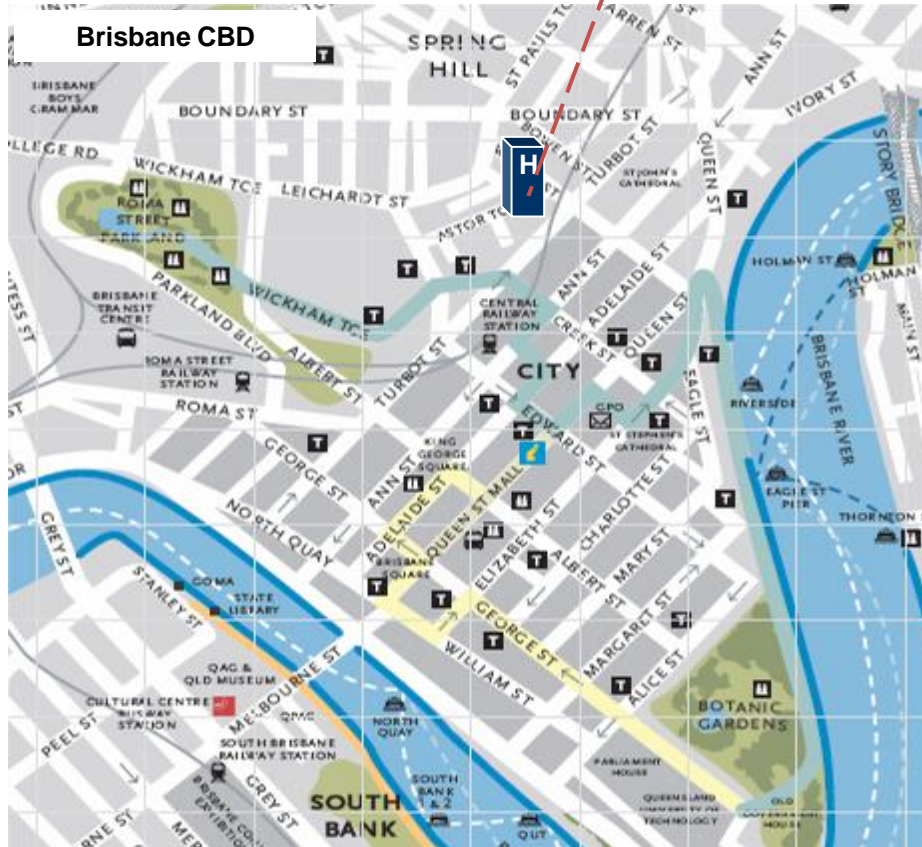 Brisbane CBD
SPRING
HILL
ST PAULS
WARREN ST
ANN ST
IVORY ST
BRISBANE
BOYS
GRAMMAR
BOUNDARY ST
BOUNDARY ST
BOWEN ST
TURBOT ST
QUEEN ST
STORY BRIDGE
WICKHAM TCE
LEICHARDT ST
H
ST JOHN'S
CATHEDRAL
ROMA
STREET
PARKLAND
ASTOR
T
HOLMAN ST
HOLMAN
ST
MAIN ST
BRISBANE
TRANSIT
CENTRE
PARKLAND BLVD
WICKHAM TCE
CENTRAL
RAILWAY
STATION
ANN ST
ADELAIDE ST
CREEK ST
QUEEN ST
BRISBANE RIVER
ROMA STREET
RAILWAY
STATION
ALBERT ST
TURBOT ST
CITY
EAGLE ST
RIVERSIDE
ROMA ST
EDWARD ST
GPO
ST STEPHEN'S
CATHEDRAL
GEORGE ST
KING
GEORGE
SQUARE
ANN ST
ADELAIDE ST
QUEEN ST MALL
CHARLOTTE ST
EAGLE ST
PIER
THORNTON
GREY ST
NORTH QUAY
BRISBANE
SQUARE
ELIZABETH ST
ALBERT ST
MARY ST
STANLEY ST
GOMA
STATE
LIBRARY
GEORGE ST
MARGARET ST
WILLIAM ST
ALICE ST
QAG &
QLD MUSEUM
MELBOURNE ST
CULTURAL CENTRE
BUSWAY
STATION
QPAC
NORTH
QUAY
BOTANIC
GARDENS
PEEL ST
SOUTH BRISBANE
RAILWAY STATION
PARLIAMENT
HOUSE
GREY ST
SOUTH
BANK
1 & 2
SOUTH
BANK
QUEENSLAND
UNIVERSITY OF
TECHNOLOGY
OLD
GOVERNMENT
HOUSE
QUT